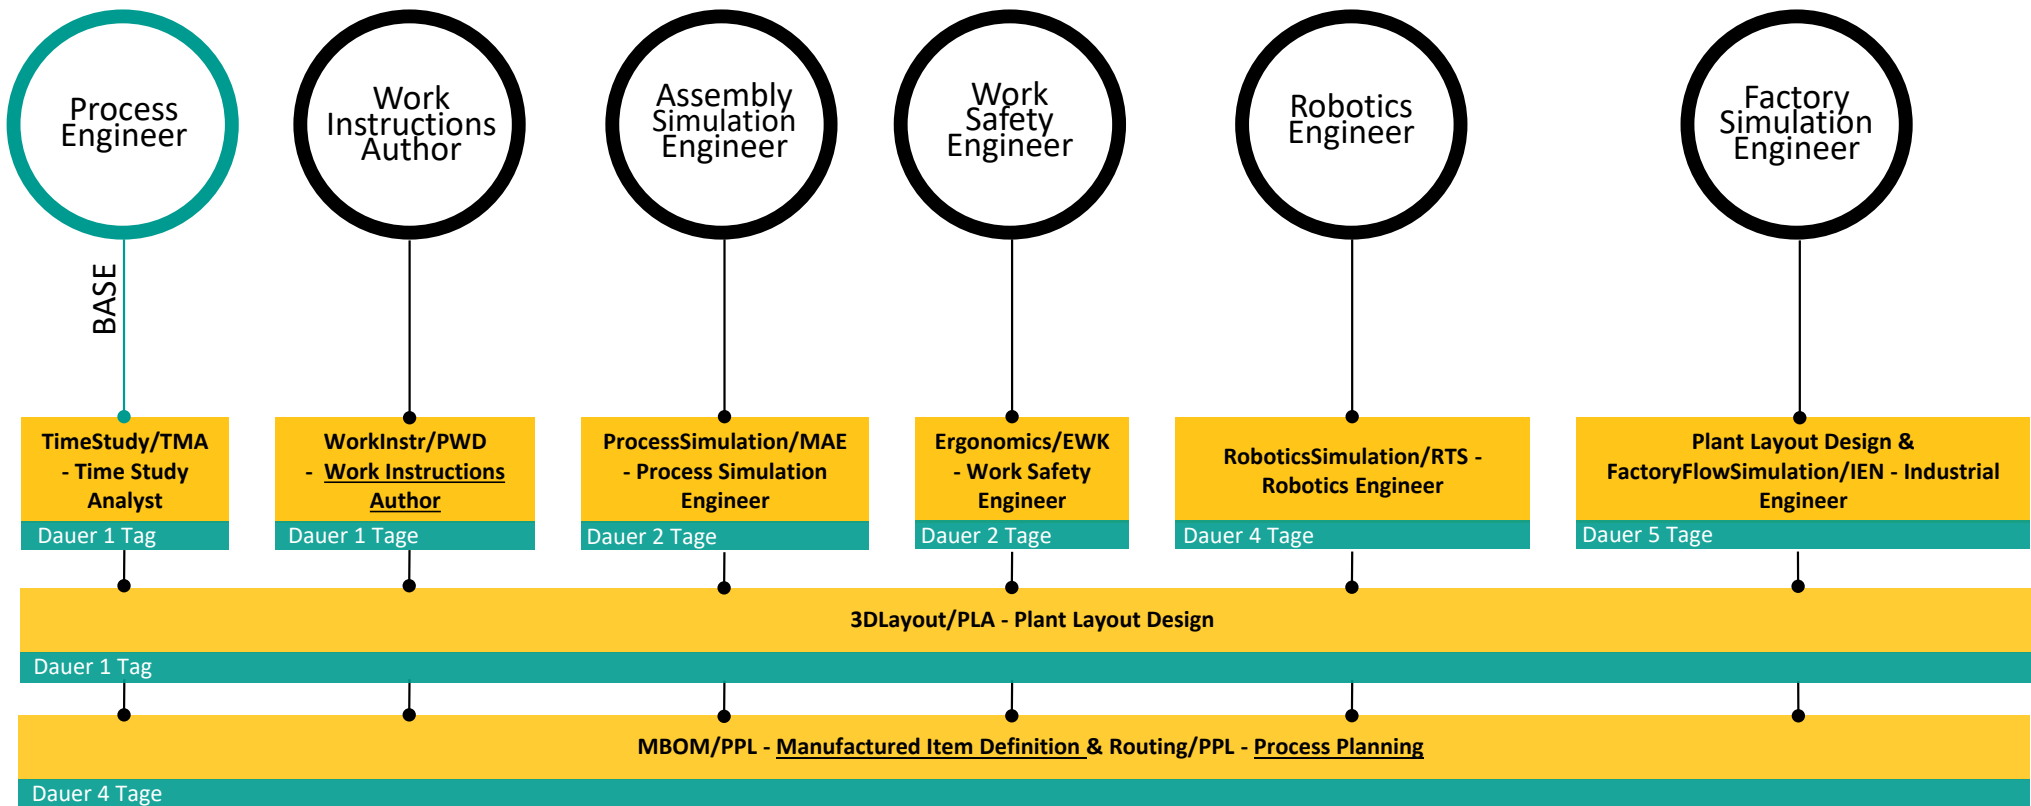 Process
Engineer
Work
Instructions
Author
Assembly
Simulation
Engineer
Work
Safety
Engineer
Robotics
Engineer
Factory
Simulation
Engineer
BASE
TimeStudy/TMA
- Time Study
Analyst
Dauer 1 Tag
WorkInstr/PWD
- Work Instructions
Author
Dauer 1 Tage
ProcessSimulation/MAE
- Process Simulation
Engineer
Dauer 2 Tage
Ergonomics/EWK
- Work Safety
Engineer
Dauer 2 Tage
RoboticsSimulation/RTS -
Robotics Engineer
Dauer 4 Tage
Plant Layout Design &
FactoryFlowSimulation/IEN - Industrial
Engineer
Dauer 5 Tage
3DLayout/PLA - Plant Layout Design
Dauer 1 Tag
MBOM/PPL - Manufactured Item Definition & Routing/PPL - Process Planning
Dauer 4 Tage